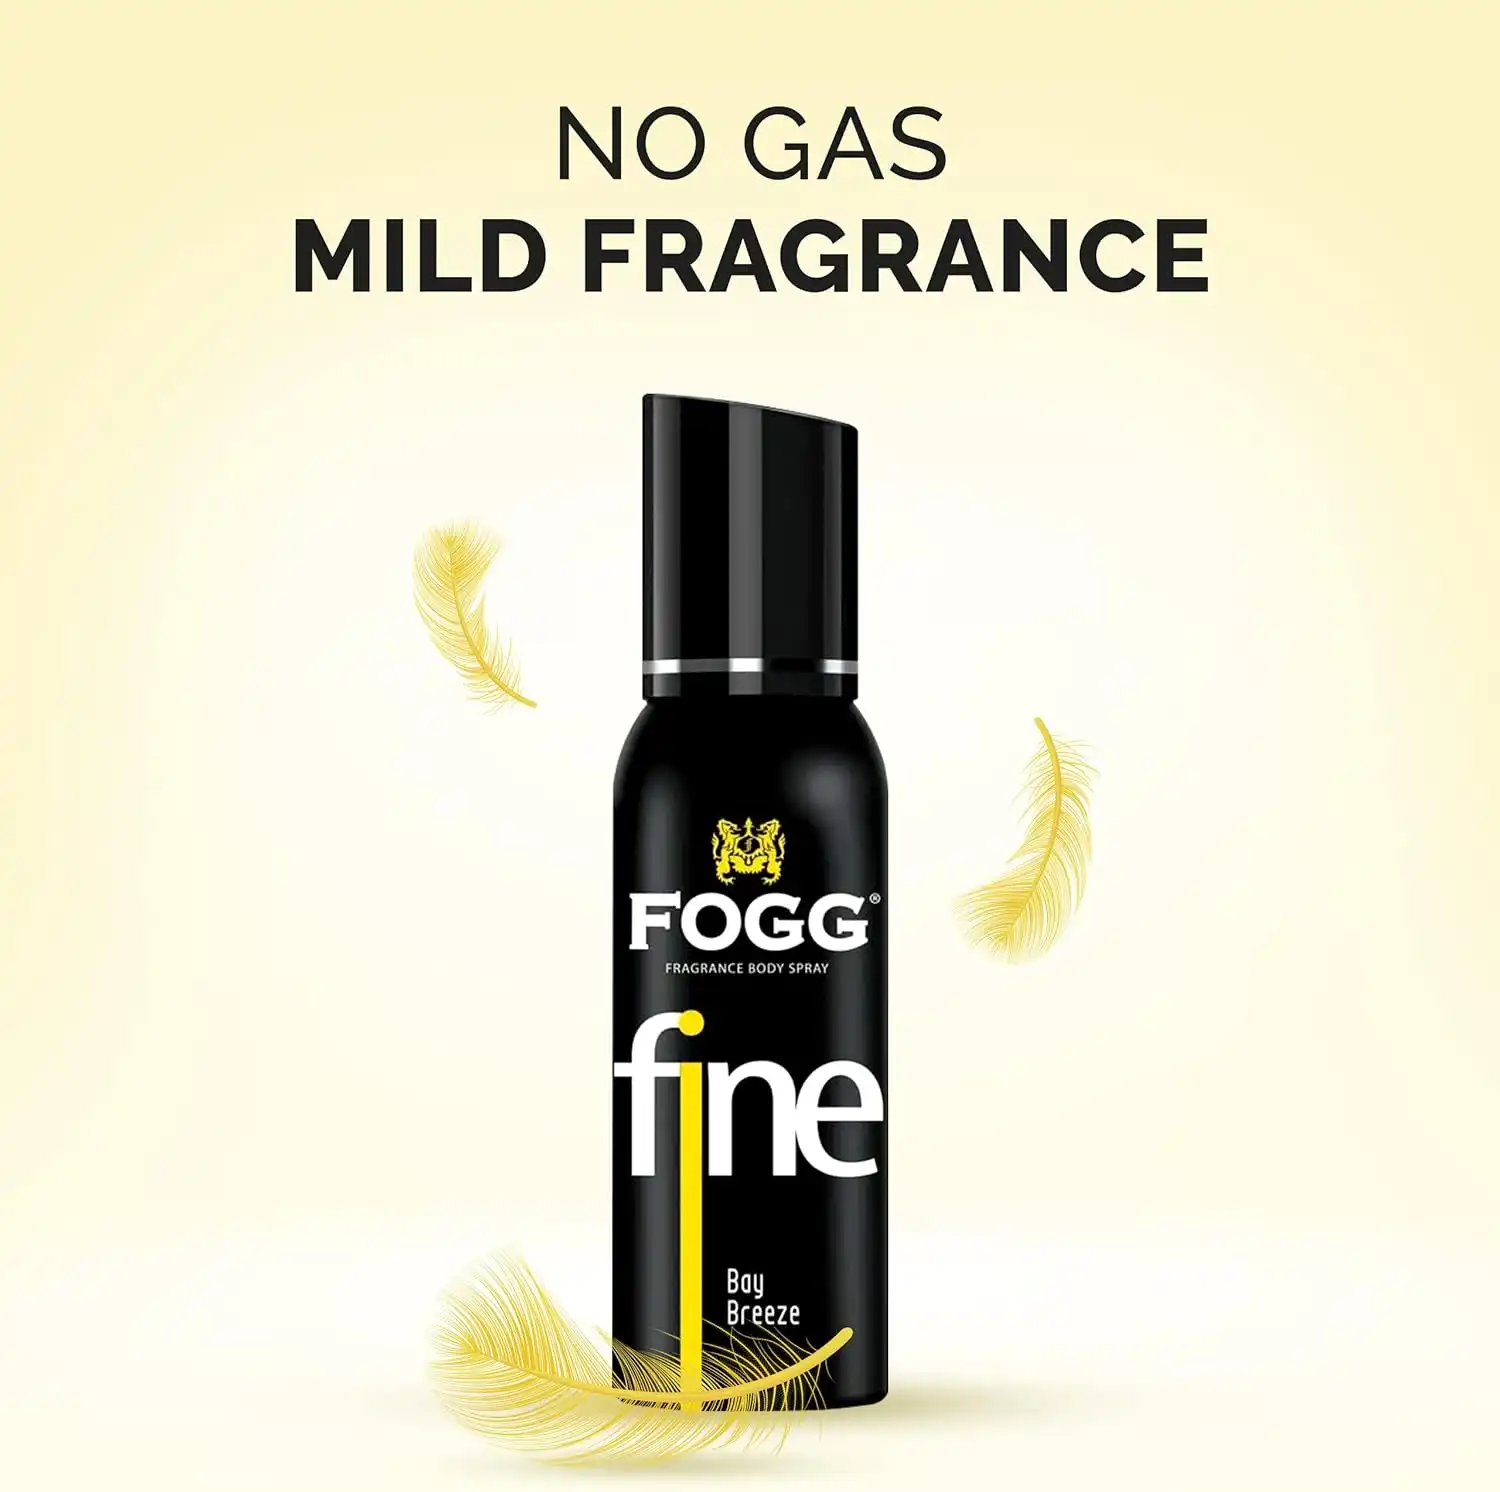 NO GAS
MILD FRAGRANCE
FOGG®
FRAGRANCE BODY SPRAY
fine
Bay
Breeze